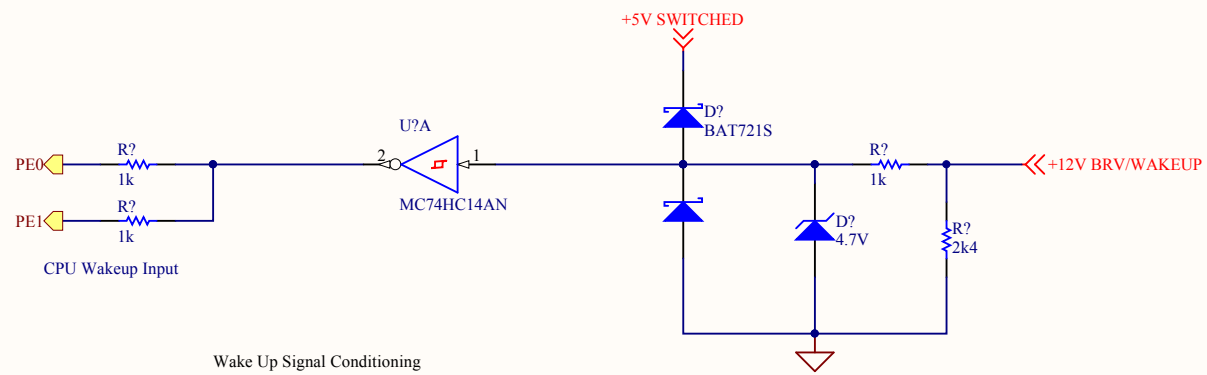 +5V SWITCHED
D?
BAT721S
U?A
2
1
MC74HC14AN
PE0
R?
1k
PE1
R?
1k
CPU Wakeup Input
R?
1k
+12V BRV/WAKEUP
D?
4.7V
R?
2k4
Wake Up Signal Conditioning